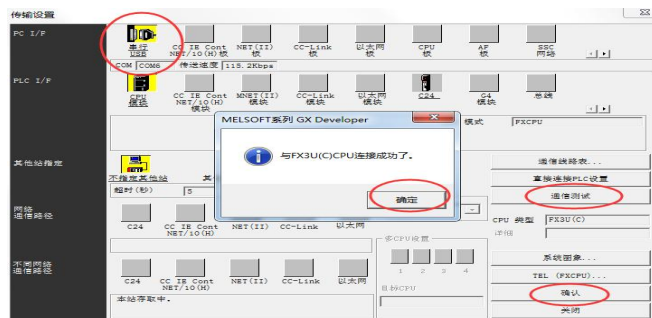 传输设置
PC I/F
串行
USB
CC IE Cont
NET/10(H)板
NET(II)
板
CC-Link
板
以太网
板
CPU
板
AF
板
SSC
网络
COM COM6 传送速度 115.2Kbps
PLC I/F
CPU
模块
CC IE Cont
NET/10(H)
模块
MNET(II)
模块
CC-Link
模块
以太网
模块
C24
G4
模块
总线
模式 FXCPU
MELSOFT系列 GX Developer
与FX3U(C)CPU连接成功了。
确定
其他站指定
不指定其他站
其
超时(秒) 5
通信线路表...
直接连接PLC设置
通信测试
CPU 类型 FX3U(C)
详细
网络
通信路径
C24
CC IE Cont
NET/10(H)
NET(II)
CC-Link
以太网
多CPU设置
1 2 3 4
目标CPU
不同网络
通信路径
C24
CC IE Cont
NET/10(H)
NET(II)
CC-Link
以太网
本站存取中。
系统图象...
TEL (FXCPU)...
确认
关闭